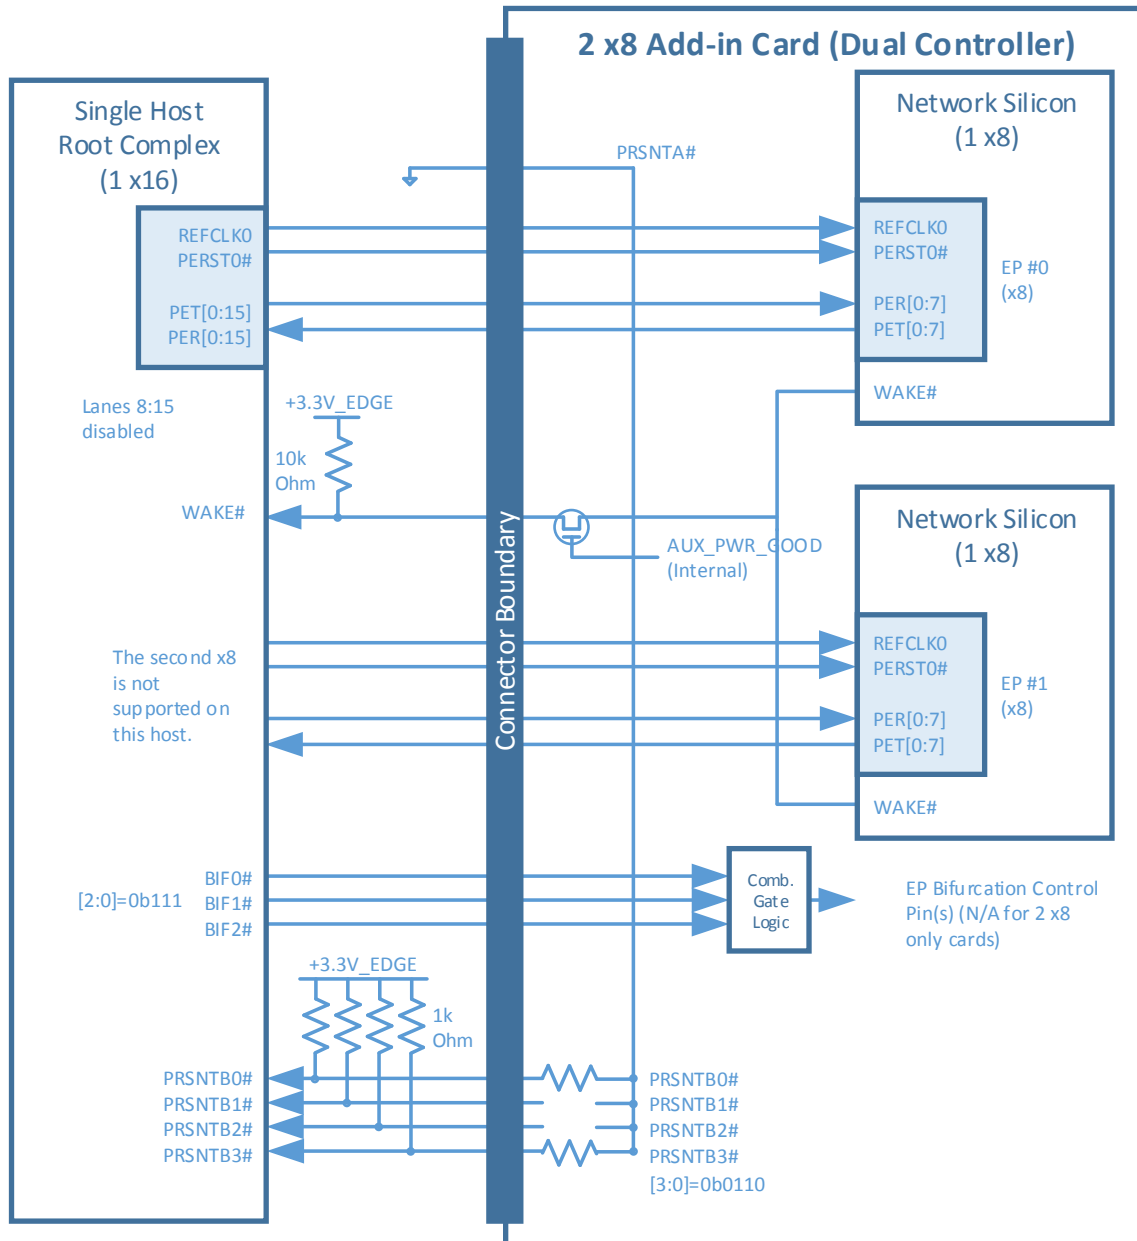 2 x8 Add-in Card (Dual Controller)
Single Host
Root Complex
(1 x16)
REFCLK0
PERST0#
PET[0:15]
PER[0:15]
Lanes 8:15
disabled
+3.3V_EDGE
10k
Ohm
WAKE#
The second x8
is not
supported on
this host.
[2:0]=0b111
BIF0#
BIF1#
BIF2#
+3.3V_EDGE
1k
Ohm
PRSNTB0#
PRSNTB1#
PRSNTB2#
PRSNTB3#
Connector Boundary
PRSNTA#
AUX_PWR_GOOD
(Internal)
Network Silicon
(1 x8)
REFCLK0
PERST0#
PER[0:7]
PET[0:7]
EP #0
(x8)
WAKE#
Network Silicon
(1 x8)
REFCLK0
PERST0#
PER[0:7]
PET[0:7]
EP #1
(x8)
WAKE#
Comb.
Gate
Logic
EP Bifurcation Control
Pin(s) (N/A for 2 x8
only cards)
PRSNTB0#
PRSNTB1#
PRSNTB2#
PRSNTB3#
[3:0]=0b0110